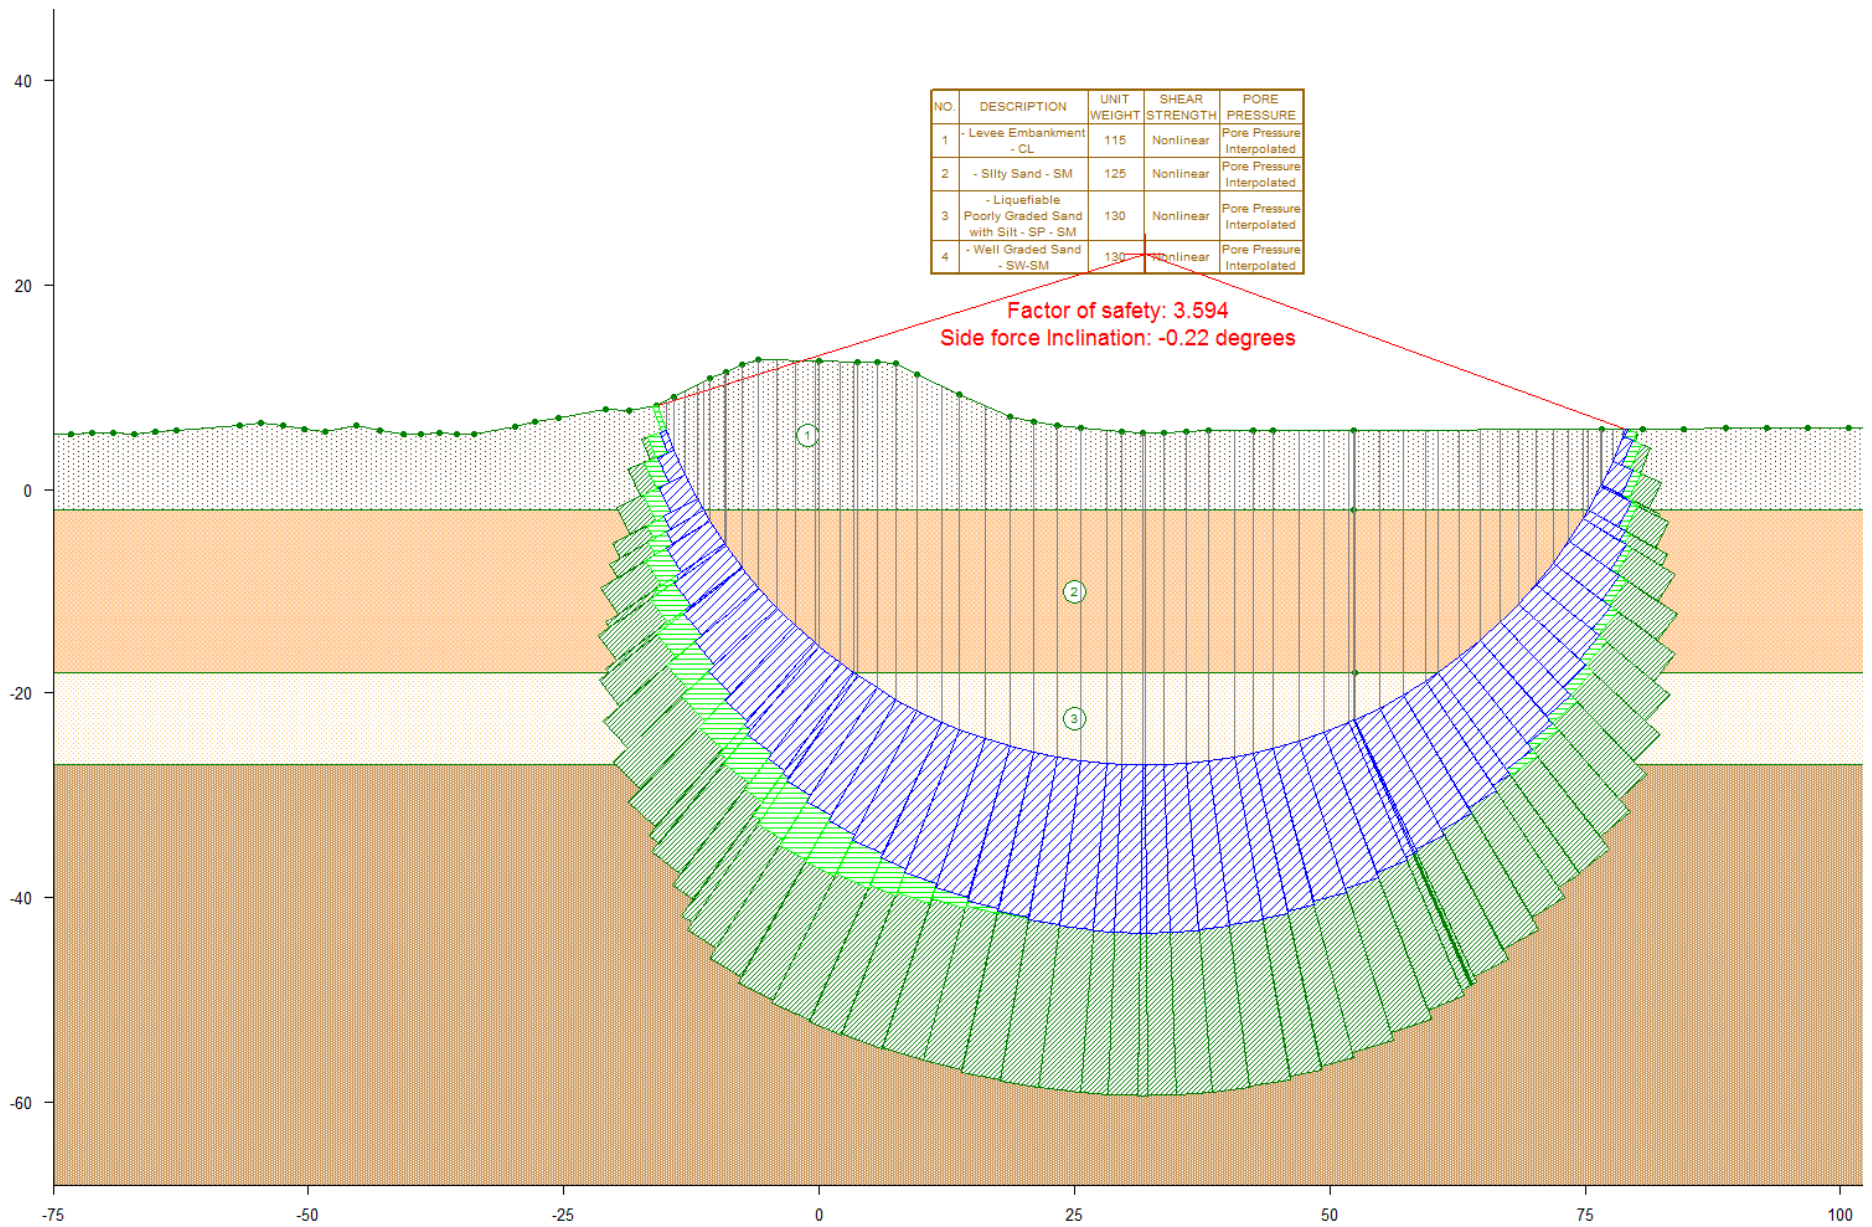 40
20
0
-20
-40
-60
-75
-50
-25
0
25
50
75
100
NO.
DESCRIPTION
UNIT
WEIGHT
SHEAR
STRENGTH
PORE
PRESSURE
1
- Levee Embankment
- CL
115
Nonlinear
Pore Pressure
Interpolated
2
- Silty Sand - SM
125
Nonlinear
Pore Pressure
Interpolated
3
- Liquefiable
Poorly Graded Sand
with Silt - SP - SM
130
Nonlinear
Pore Pressure
Interpolated
4
- Well Graded Sand
- SW-SM
130
Nonlinear
Pore Pressure
Interpolated
Factor of safety: 3.594
Side force Inclination: -0.22 degrees
1
2
3